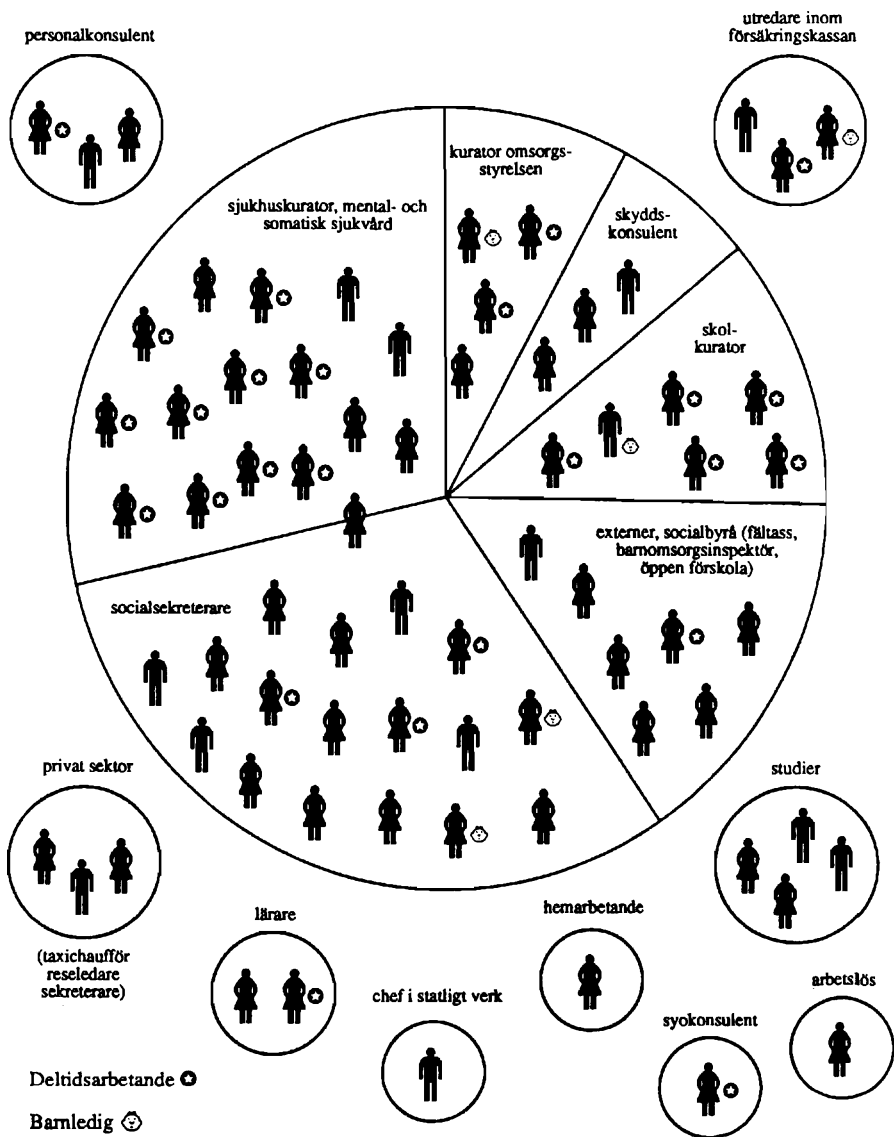 personalkonsulent
utredare inom
försäkringskassan
kurator omsorgs-
styrelsen
sjukhuskurator, mental- och
somatisk sjukvård
skydds-
konsulent
skol-
kurator
externer, socialbyrå (fältass,
barnomsorgsinspektör,
öppen förskola)
socialsekreterare
privat sektor
studier
(taxichaufför
reseledare
sekreterare)
lärare
hemarbetande
chef i statligt verk
arbetslös
syokonsulent
Deltidsarbetande
Barnledig